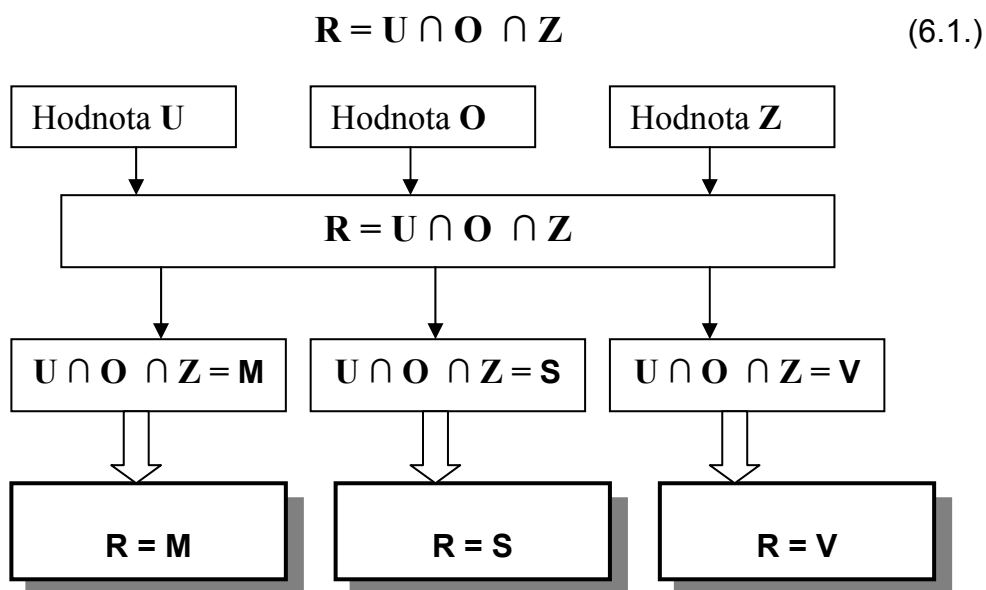 R = U ∩ O ∩ Z (6.1.)
Hodnota U Hodnota O Hodnota Z
R = U ∩ O ∩ Z
U ∩ O ∩ Z = M U ∩ O ∩ Z = S U ∩ O ∩ Z = V
R = M R = S R = V